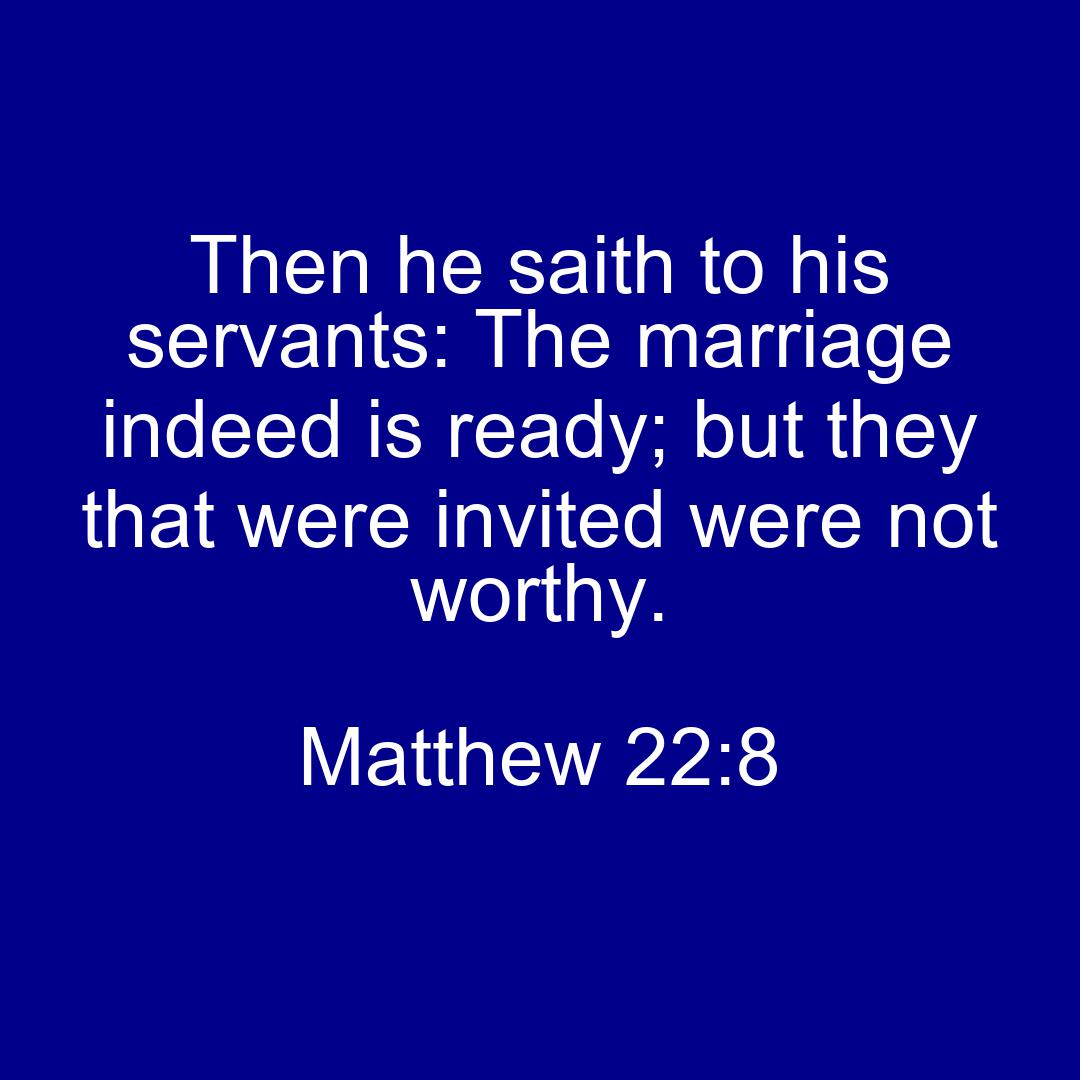 Then he saith to his
servants: The marriage
indeed is ready; but they
that were invited were not
worthy.
Matthew 22:8